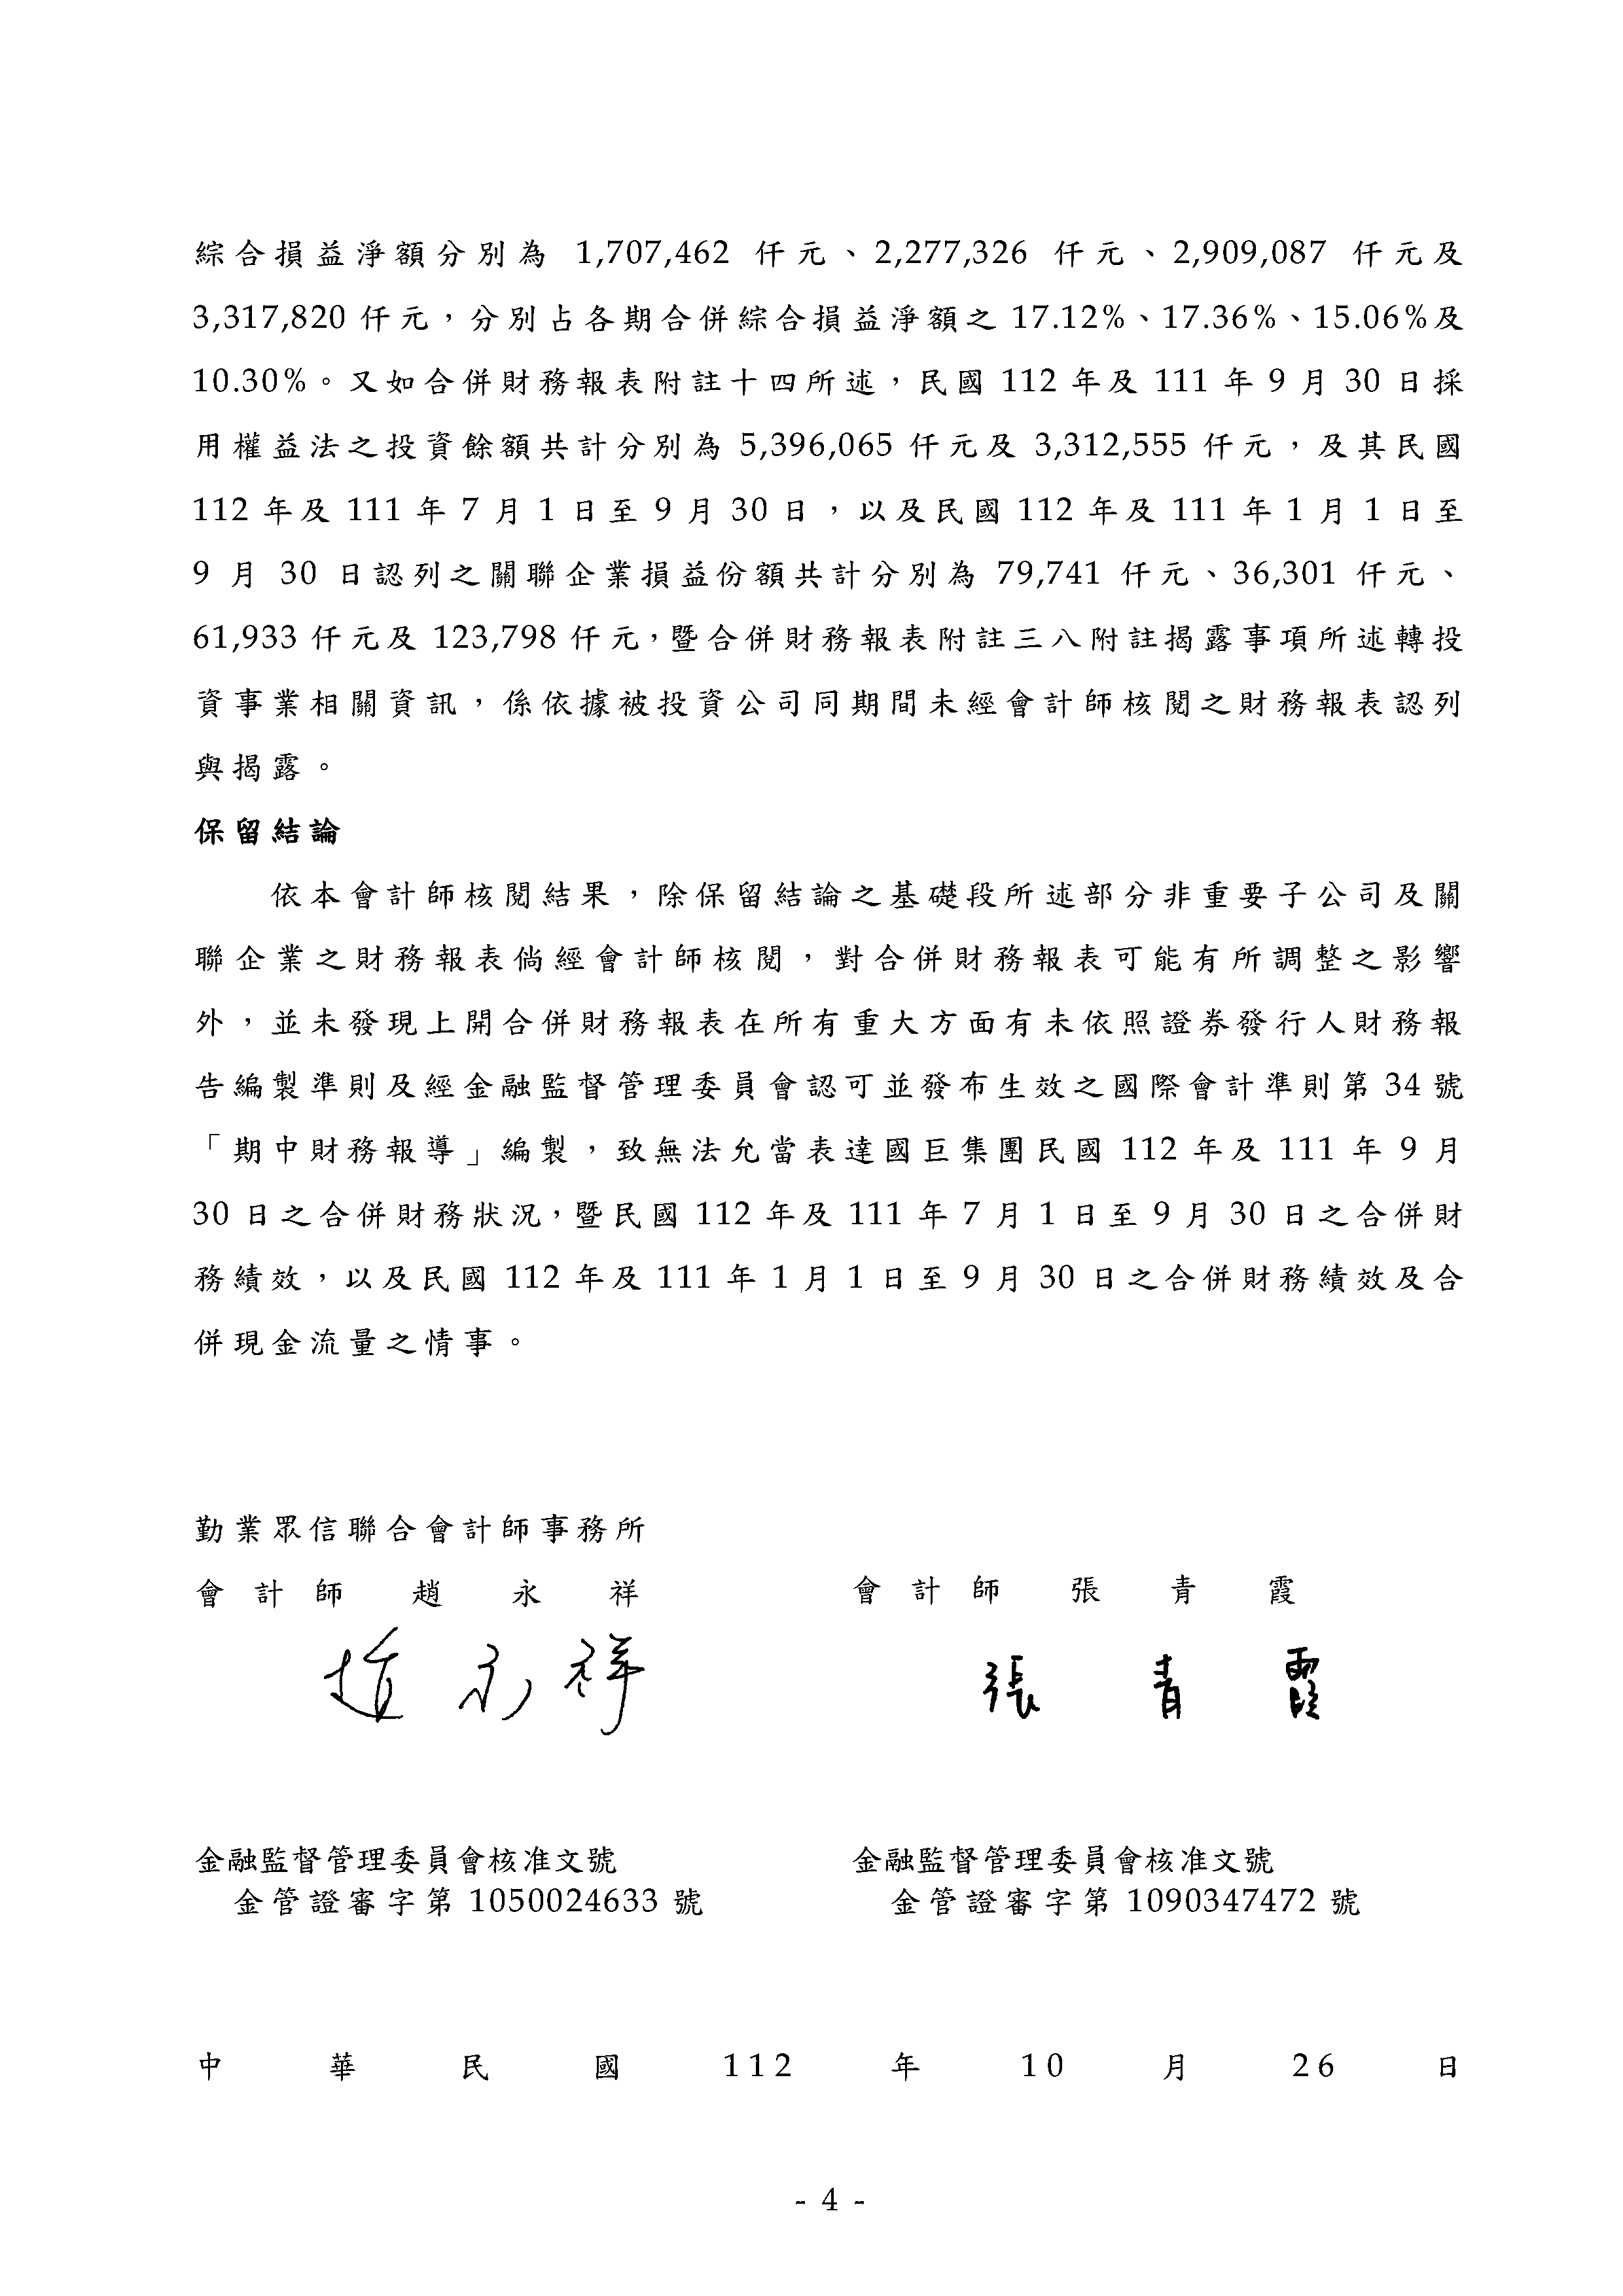 綜合損益淨額分別為 1,707,462 仟元、2,277,326 仟元、2,909,087 仟元及
3,317,820 仟元，分別占各期合併綜合損益淨額之 17.12%、17.36%、15.06%及
10.30%。又如合併財務報表附註十四所述，民國 112 年及 111 年 9 月 30 日採
用權益法之投資餘額共計分別為 5,396,065 仟元及 3,312,555 仟元，及其民國
112 年及 111 年 7 月 1 日至 9 月 30 日，以及民國 112 年及 111 年 1 月 1 日至
9 月 30 日認列之關聯企業損益份額共計分別為 79,741 仟元、36,301 仟元、
61,933 仟元及 123,798 仟元，暨合併財務報表附註三八附註揭露事項所述轉投
資事業相關資訊，係依據被投資公司同期間未經會計師核閱之財務報表認列
與揭露。
保留結論
依本會計師核閱結果，除保留結論之基礎段所述部分非重要子公司及關
聯企業之財務報表倘經會計師核閱，對合併財務報表可能有所調整之影響
外，並未發現上開合併財務報表在所有重大方面有未依照證券發行人財務報
告編製準則及經金融監督管理委員會認可並發布生效之國際會計準則第 34 號
「期中財務報導」編製，致無法允當表達國巨集團民國 112 年及 111 年 9 月
30 日之合併財務狀況，暨民國 112 年及 111 年 7 月 1 日至 9 月 30 日之合併財
務績效，以及民國 112 年及 111 年 1 月 1 日至 9 月 30 日之合併財務績效及合
併現金流量之情事。
勤業眾信聯合會計師事務所
會計師 趙永祥 會計師 張青霞
趙永祥 張青霞
金融監督管理委員會核准文號 金融監督管理委員會核准文號
金管證審字第 1050024633 號 金管證審字第 1090347472 號
中華民國 112 年 10 月 26 日
- 4 -